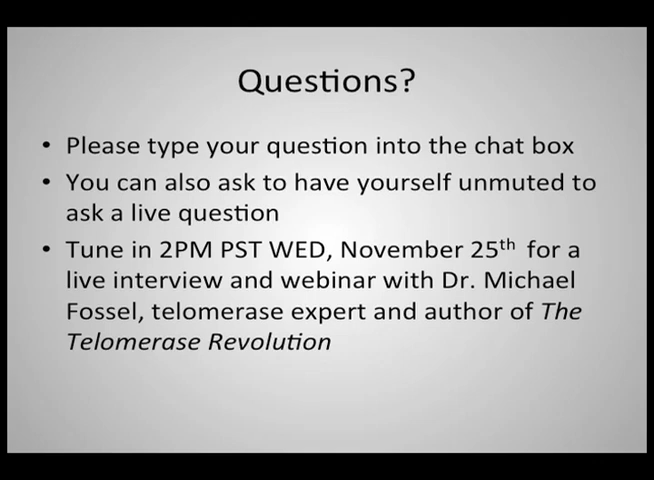 Questions?
• Please type your question into the chat box
• You can also ask to have yourself unmuted to
ask a live question
• Tune in 2PM PST WED, November 25th for a
live interview and webinar with Dr. Michael
Fossel, telomerase expert and author of The
Telomerase Revolution